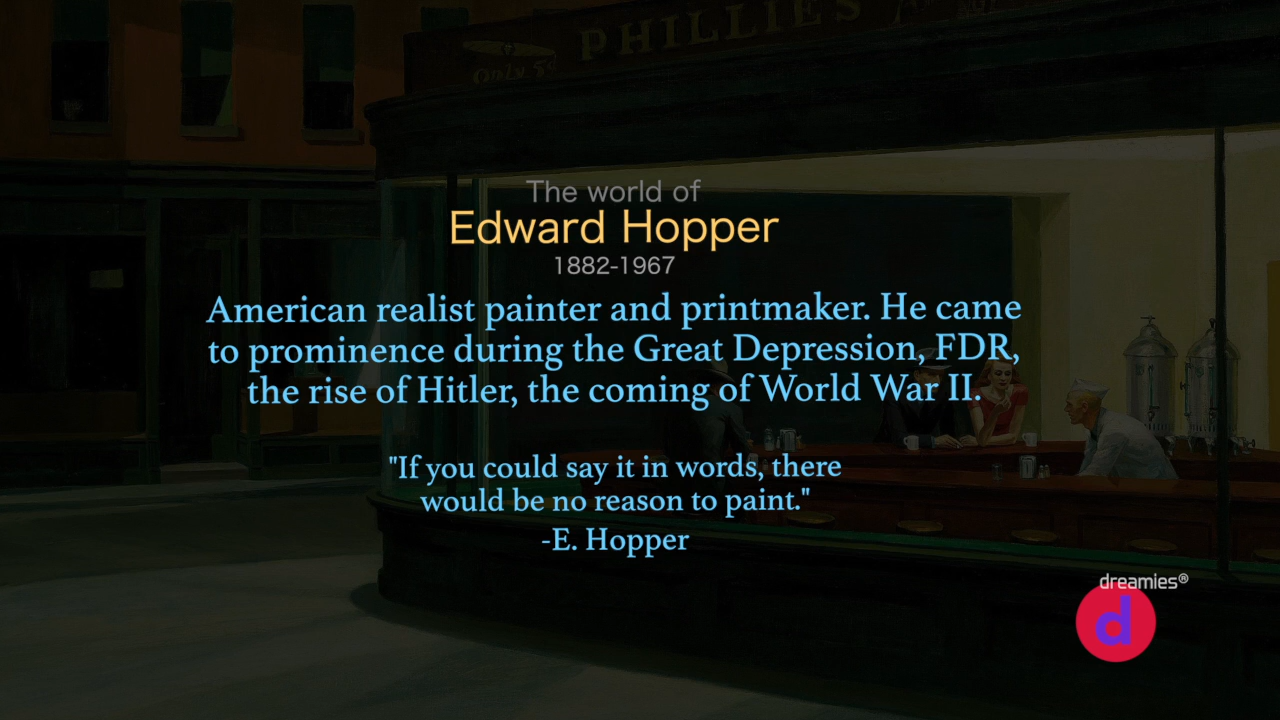 PHILLIES
Only 5¢
The world of
Edward Hopper
1882-1967
American realist painter and printmaker. He came
to prominence during the Great Depression, FDR,
the rise of Hitler, the coming of World War II.
"If you could say it in words, there
would be no reason to paint."
-E. Hopper
dreamies®
d